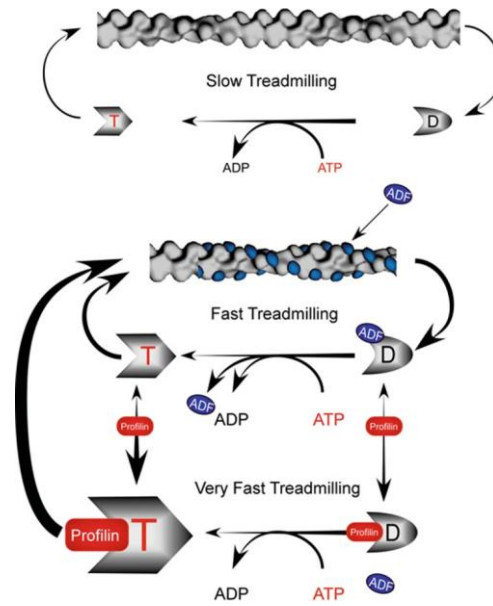 Slow Treadmilling
T
D
ADP
ATP
ADF
Fast Treadmilling
T
ADF
D
ADF
ADP
ATP
Profilin
Profilin
Very Fast Treadmilling
Profilin
T
Profilin
D
ADP
ATP
ADF